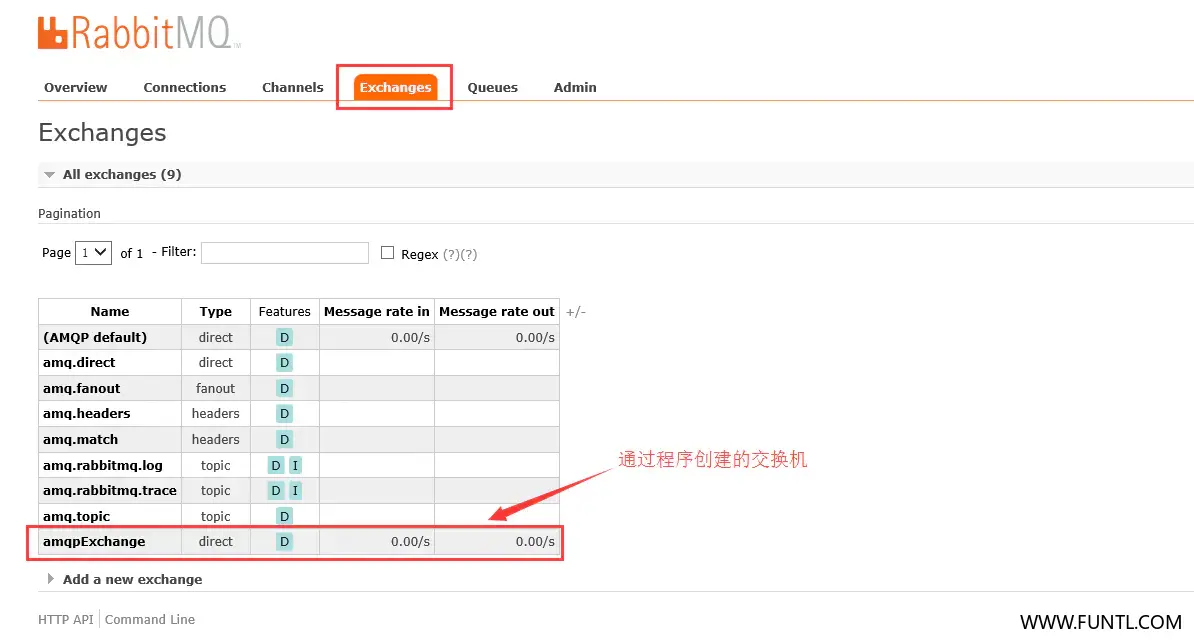 RabbitMQ™
Overview Connections Channels Exchanges Queues Admin
Exchanges
All exchanges (9)
Pagination
Page 1 of 1 - Filter: Regex (?)(?)
Name Type Features Message rate in Message rate out +/-
(AMQP default) direct D 0.00/s 0.00/s
amq.direct direct D
amq.fanout fanout D
amq.headers headers D
amq.match headers D
amq.rabbitmq.log topic D I
amq.rabbitmq.trace topic D I
amq.topic topic D
amqpExchange direct D 0.00/s 0.00/s
通过程序创建的交换机
Add a new exchange
HTTP API Command Line
WWW.FUNTL.COM